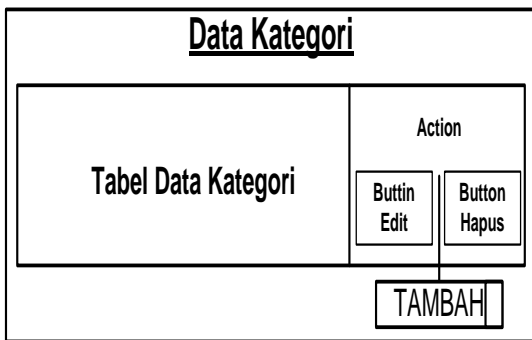 Data Kategori
Tabel Data Kategori
Action
Buttin
Edit
Button
Hapus
TAMBAH